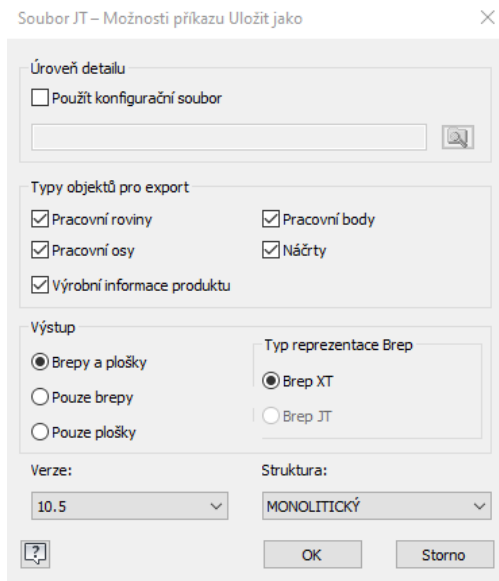 Soubor JT – Možnosti příkazu Uložit jako
Úroveň detailu
Použít konfigurační soubor
Typy objektů pro export
Pracovní roviny
Pracovní body
Pracovní osy
Náčrty
Výrobní informace produktu
Výstup
Typ reprezentace Brep
Brepy a plošky
Brep XT
Pouze brepy
Brep JT
Pouze plošky
Verze:
Struktura:
10.5
MONOLITICKÝ
?
OK
Storno